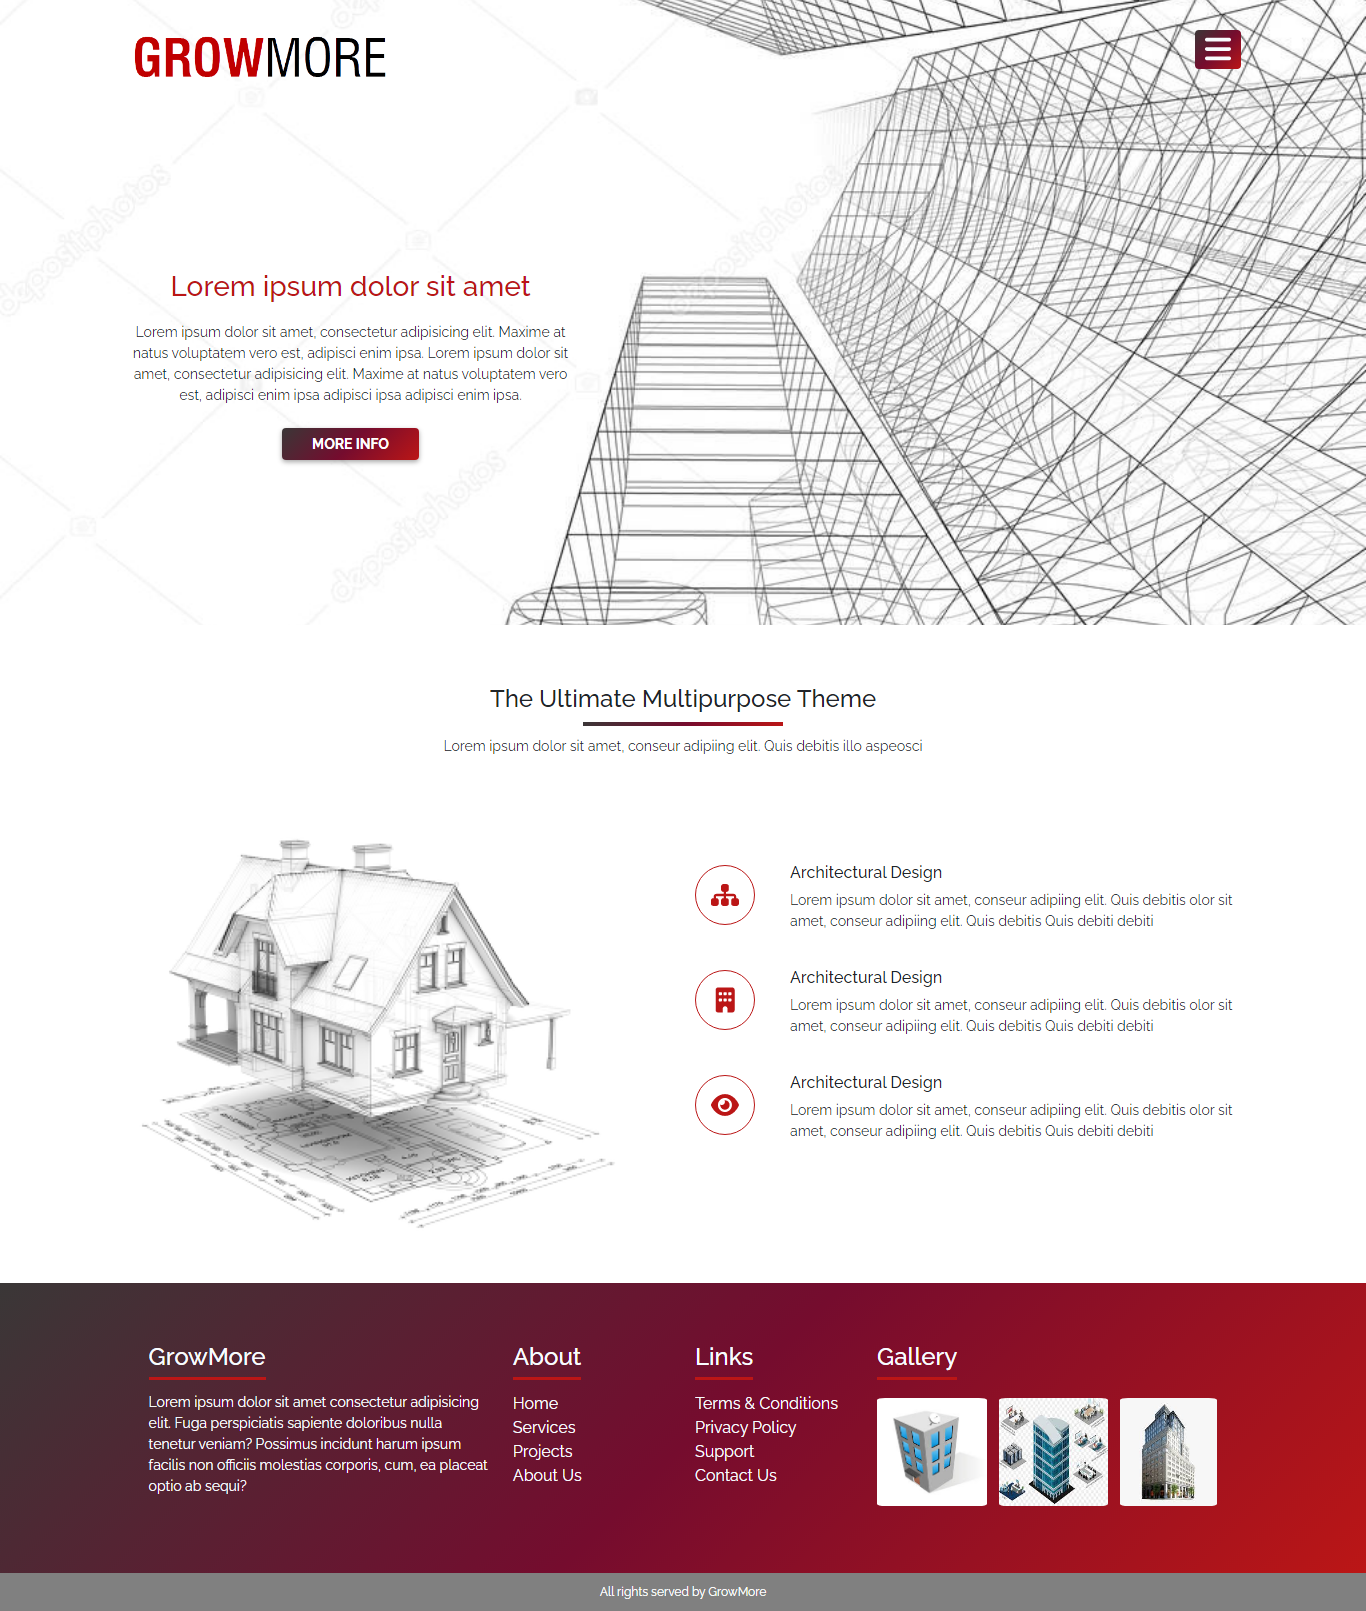 GROWMORE
depositphotos
depositphotos
Lorem ipsum dolor sit amet
Lorem ipsum dolor sit amet, consectetur adipisicing elit. Maxime at
natus voluptatem vero est, adipisci enim ipsa. Lorem ipsum dolor sit
amet, consectetur adipisicing elit. Maxime at natus voluptatem vero
est, adipisci enim ipsa adipisci ipsa adipisci enim ipsa.
MORE INFO
depositphotos
The Ultimate Multipurpose Theme
Lorem ipsum dolor sit amet, conseur adipiing elit. Quis debitis illo aspeosci
Architectural Design
Lorem ipsum dolor sit amet, conseur adipiing elit. Quis debitis olor sit
amet, conseur adipiing elit. Quis debitis Quis debiti debiti
Architectural Design
Lorem ipsum dolor sit amet, conseur adipiing elit. Quis debitis olor sit
amet, conseur adipiing elit. Quis debitis Quis debiti debiti
Architectural Design
Lorem ipsum dolor sit amet, conseur adipiing elit. Quis debitis olor sit
amet, conseur adipiing elit. Quis debitis Quis debiti debiti
KITCHEN
GrowMore
Lorem ipsum dolor sit amet consectetur adipisicing
elit. Fuga perspiciatis sapiente doloribus nulla
tenetur veniam? Possimus incidunt harum ipsum
facilis non officiis molestias corporis, cum, ea placeat
optio ab sequi?
About
Home
Services
Projects
About Us
Links
Terms & Conditions
Privacy Policy
Support
Contact Us
Gallery
All rights served by GrowMore